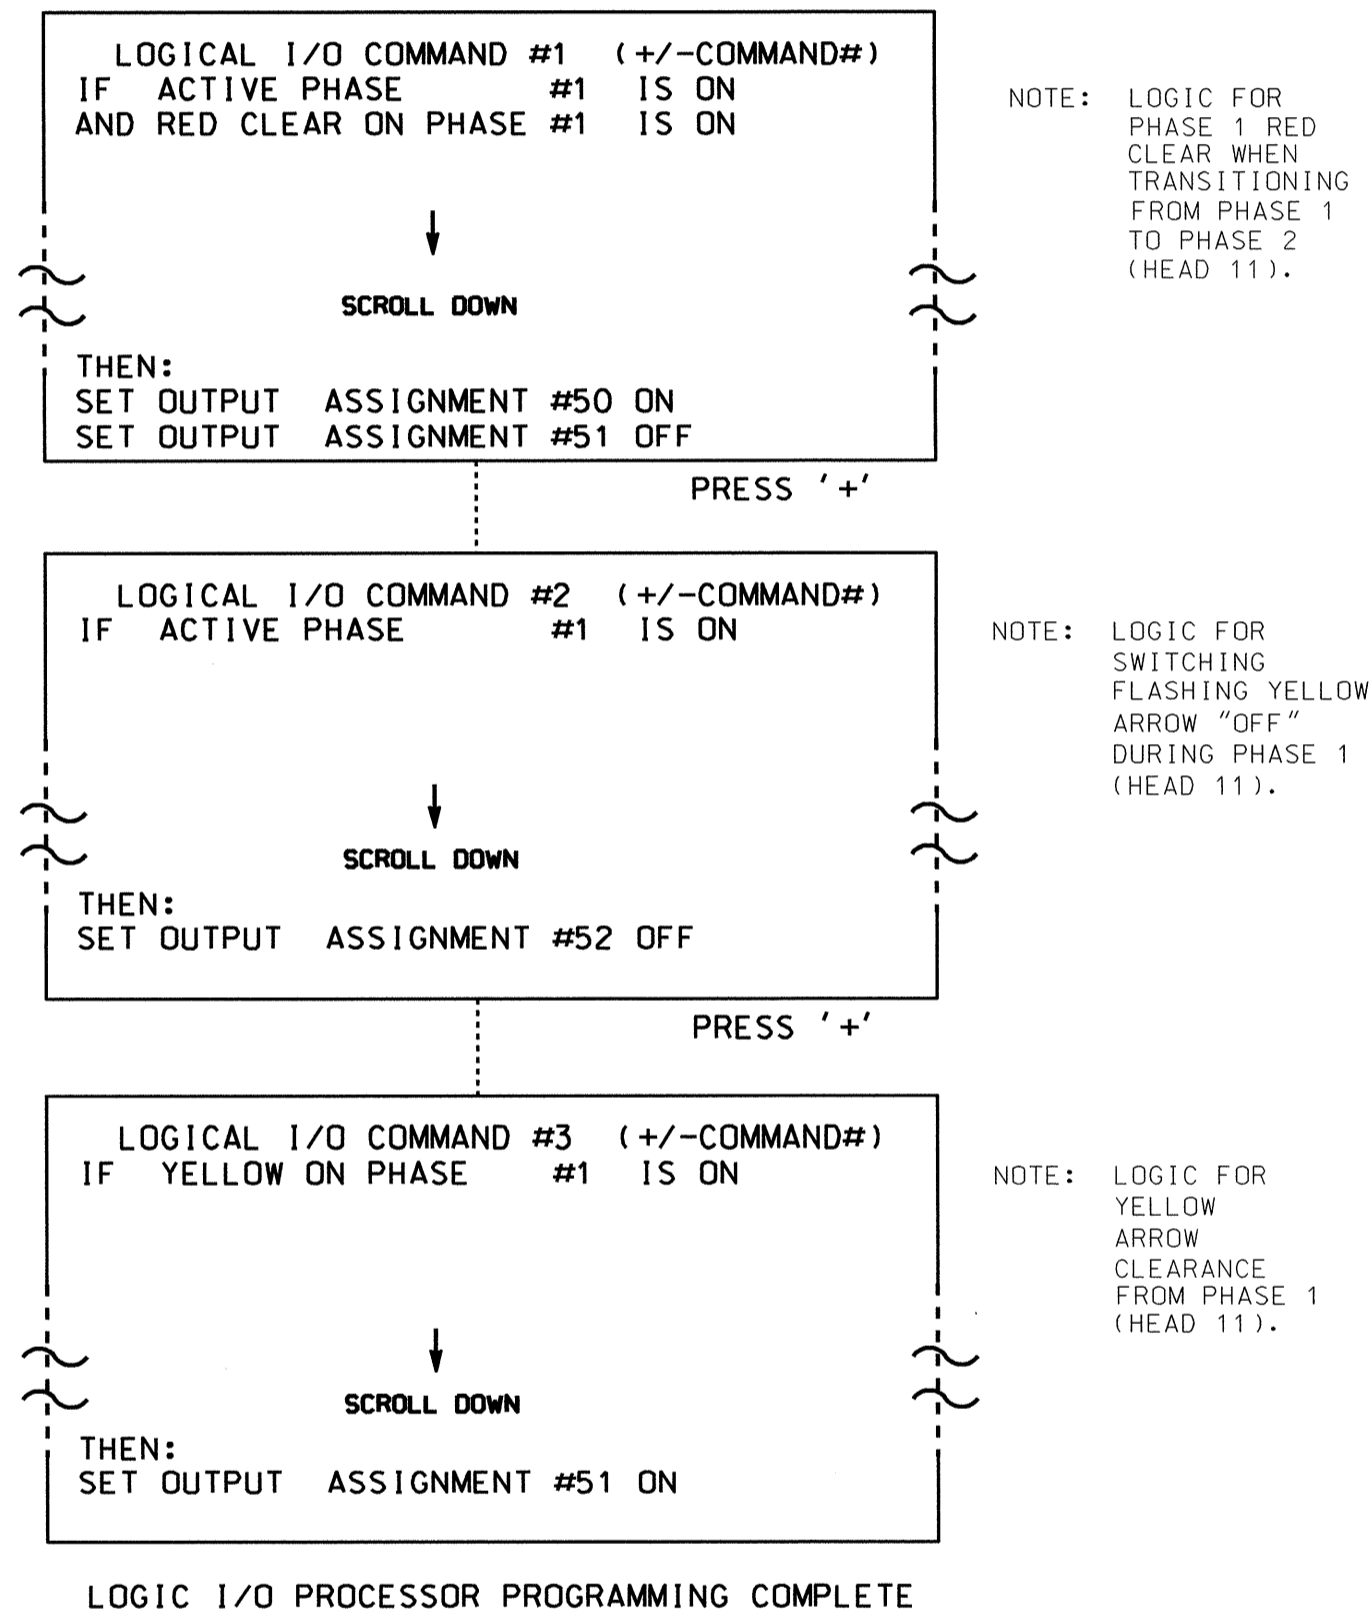 LOGICAL I/O COMMAND #1 (+/-COMMAND#)
IF ACTIVE PHASE #1 IS ON
AND RED CLEAR ON PHASE #1 IS ON
SCROLL DOWN
THEN:
SET OUTPUT ASSIGNMENT #50 ON
SET OUTPUT ASSIGNMENT #51 OFF
NOTE: LOGIC FOR
PHASE 1 RED
CLEAR WHEN
TRANSITIONING
FROM PHASE 1
TO PHASE 2
(HEAD 11).
PRESS '+'
LOGICAL I/O COMMAND #2 (+/-COMMAND#)
IF ACTIVE PHASE #1 IS ON
SCROLL DOWN
THEN:
SET OUTPUT ASSIGNMENT #52 OFF
NOTE: LOGIC FOR
SWITCHING
FLASHING YELLOW
ARROW "OFF"
DURING PHASE 1
(HEAD 11).
PRESS '+'
LOGICAL I/O COMMAND #3 (+/-COMMAND#)
IF YELLOW ON PHASE #1 IS ON
SCROLL DOWN
THEN:
SET OUTPUT ASSIGNMENT #51 ON
NOTE: LOGIC FOR
YELLOW
ARROW
CLEARANCE
FROM PHASE 1
(HEAD 11).
LOGIC I/O PROCESSOR PROGRAMMING COMPLETE